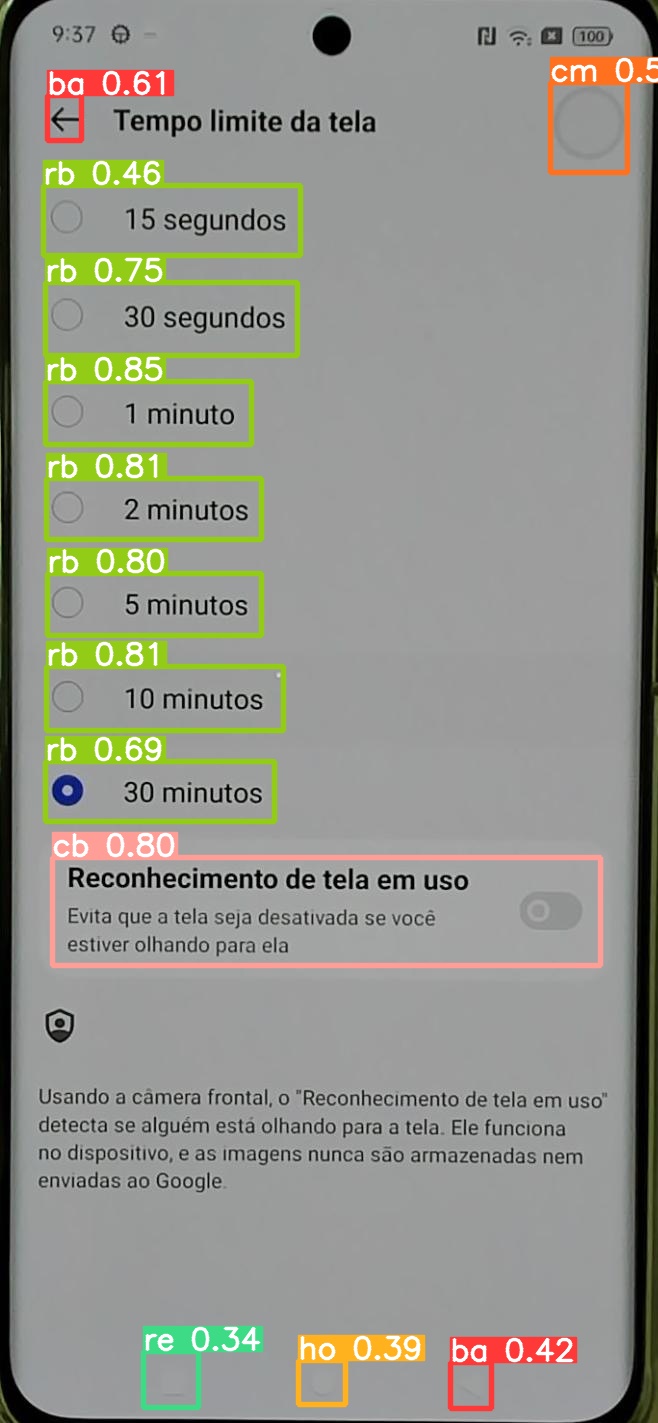 9:37
100
ba 0.61
cm 0.5
Tempo limite da tela
rb 0.46
15 segundos
rb 0.75
30 segundos
rb 0.85
1 minuto
rb 0.81
2 minutos
rb 0.80
5 minutos
rb 0.81
10 minutos
rb 0.69
30 minutos
cb 0.80
Reconhecimento de tela em uso
Evita que a tela seja desativada se você
estiver olhando para ela
Usando a câmera frontal, o "Reconhecimento de tela em uso"
detecta se alguém está olhando para a tela. Ele funciona
no dispositivo, e as imagens nunca são armazenadas nem
enviadas ao Google.
re 0.34
ho 0.39
ba 0.42